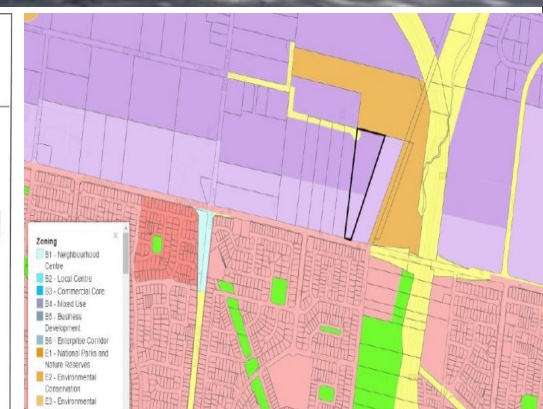 Zoning
B1 - Neighbourhood
Centre
B2 - Local Centre
B3 - Commercial Core
B4 - Mixed Use
B5 - Business
Development
B6 - Enterprise Corridor
E1 - National Parks and
Nature Reserves
E2 - Environmental
Conservation
E3 - Environmental